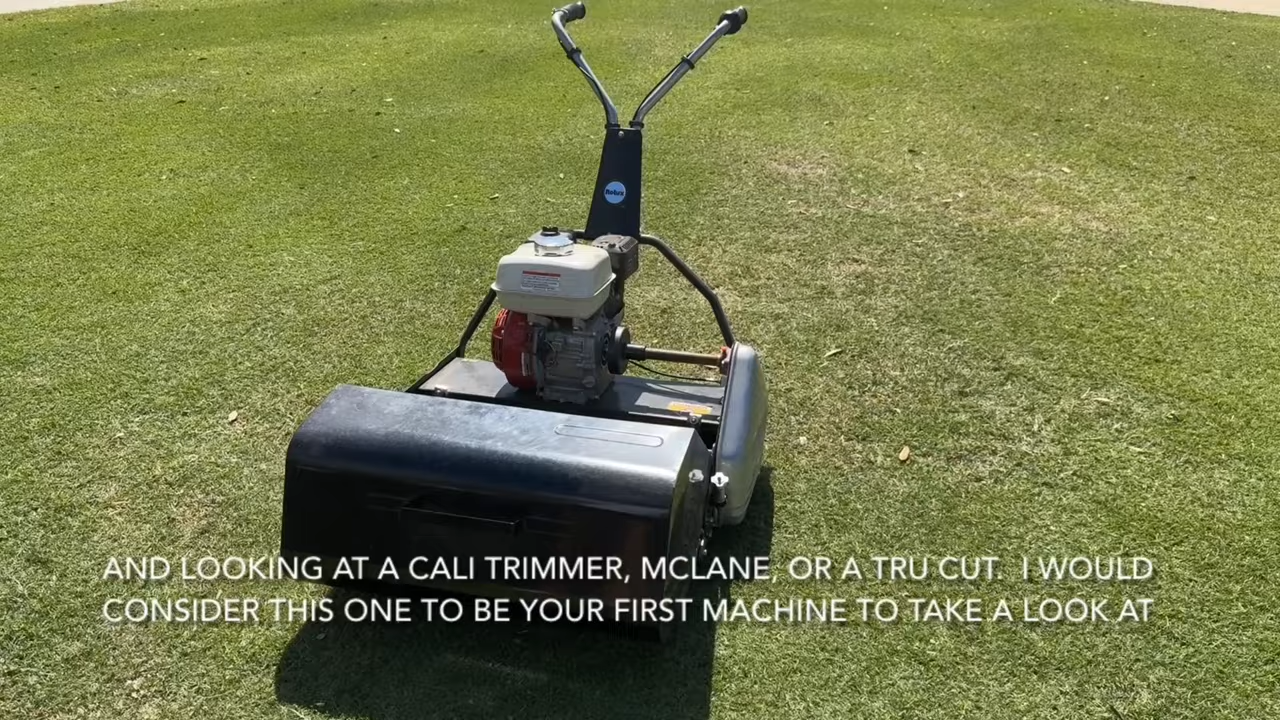 AND LOOKING AT A CALI TRIMMER, MCLANE, OR A TRU CUT.  I WOULD
CONSIDER THIS ONE TO BE YOUR FIRST MACHINE TO TAKE A LOOK AT